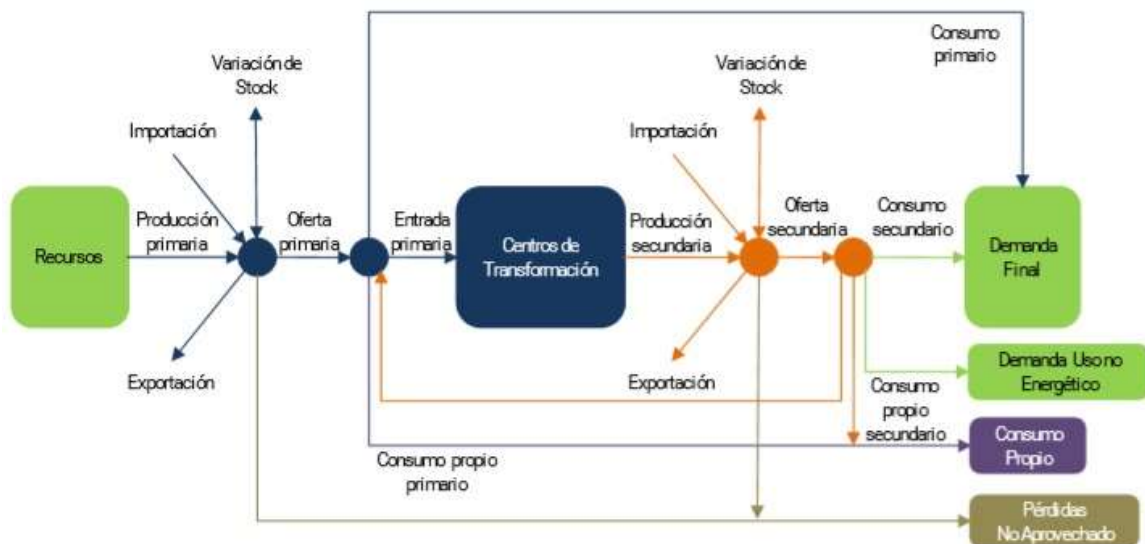 Consumo
primario
Variación de
Stock
Variación de
Stock
Importación
Importación
Recursos
Producción
primaria
Oferta
primaria
Entrada
primaria
Centros de
Transformación
Producción
secundaria
Oferta
secundaria
Consumo
secundario
Demanda
Final
Exportación
Exportación
Demanda Uso no
Energético
Consumo
propio
secundario
Consumo propio
primario
Consumo
Propio
Pérdidas
No Aprovechado